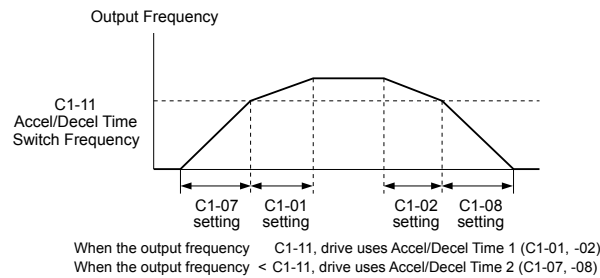 Output Frequency
C1-11
Accel/Decel Time
Switch Frequency
C1-07 setting
C1-01 setting
C1-02 setting
C1-08 setting
When the output frequency C1-11, drive uses Accel/Decel Time 1 (C1-01, -02)
When the output frequency < C1-11, drive uses Accel/Decel Time 2 (C1-07, -08)